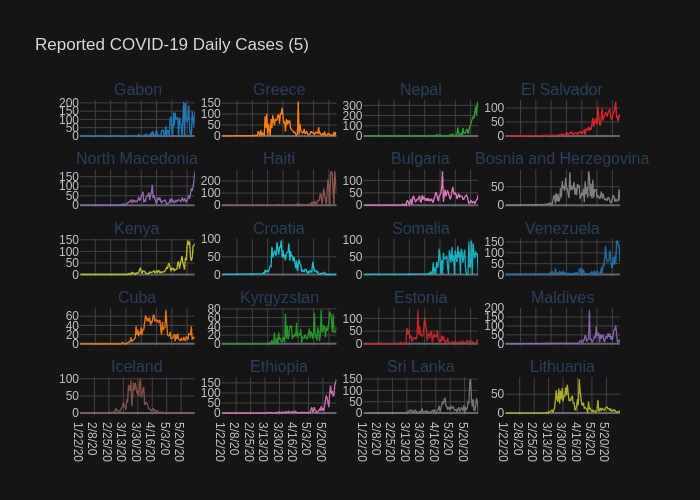 Reported COVID-19 Daily Cases (5)
Gabon Greece Nepal El Salvador
200 150 100 50 0
150 100 50 0
300 200 100 0
100 50 0
North Macedonia Haiti Bulgaria Bosnia and Herzegovina
150 100 50 0
200 0
100 50 0
50 0
Kenya Croatia Somalia Venezuela
150 100 50 0
100 50 0
100 50 0
150 100 50 0
Cuba Kyrgyzstan Estonia Maldives
60 40 20 0
80 60 40 20 0
100 50 0
200 150 100 50 0
Iceland Ethiopia Sri Lanka Lithuania
100 50 0
150 100 50 0
150 100 50 0
50 0
1/22/20 2/8/20 2/25/20 3/13/20 3/30/20 4/16/20 5/3/20 5/20/20
1/22/20 2/8/20 2/25/20 3/13/20 3/30/20 4/16/20 5/3/20 5/20/20
1/22/20 2/8/20 2/25/20 3/13/20 3/30/20 4/16/20 5/3/20 5/20/20
1/22/20 2/8/20 2/25/20 3/13/20 3/30/20 4/16/20 5/3/20 5/20/20